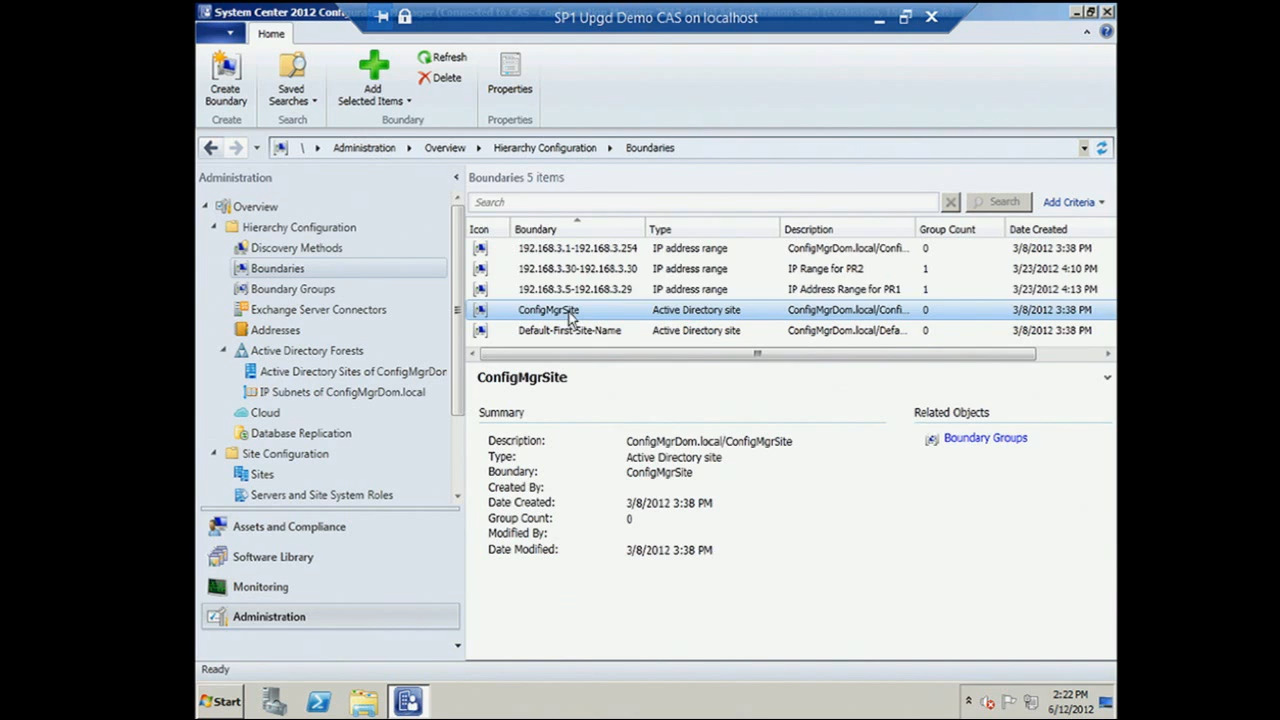 System Center 2012 Confi
SP1 Upgd Demo CAS on localhost
Home
Create Boundary
Saved Searches
Add Selected Items
Refresh
Delete
Properties
Create
Search
Boundary
Properties
\ Administration Overview Hierarchy Configuration Boundaries
Administration
Overview
Hierarchy Configuration
Discovery Methods
Boundaries
Boundary Groups
Exchange Server Connectors
Addresses
Active Directory Forests
Active Directory Sites of ConfigMgrDor
IP Subnets of ConfigMgrDom.local
Cloud
Database Replication
Site Configuration
Sites
Servers and Site System Roles
Assets and Compliance
Software Library
Monitoring
Administration
Boundaries 5 items
Search
Search
Add Criteria
Icon Boundary Type Description Group Count Date Created
192.168.3.1-192.168.3.254 IP address range ConfigMgrDom.local/Confi... 0 3/8/2012 3:38 PM
192.168.3.30-192.168.3.30 IP address range IP Range for PR2 1 3/23/2012 4:10 PM
192.168.3.5-192.168.3.29 IP address range IP Address Range for PR1 1 3/23/2012 4:13 PM
ConfigMgrSite Active Directory site ConfigMgrDom.local/Confi... 0 3/8/2012 3:38 PM
Default-First-Site-Name Active Directory site ConfigMgrDom.local/Defa... 0 3/8/2012 3:38 PM
ConfigMgrSite
Summary
Description: ConfigMgrDom.local/ConfigMgrSite
Type: Active Directory site
Boundary: ConfigMgrSite
Created By:
Date Created: 3/8/2012 3:38 PM
Group Count: 0
Modified By:
Date Modified: 3/8/2012 3:38 PM
Related Objects
Boundary Groups
Ready
Start
2:22 PM
6/12/2012